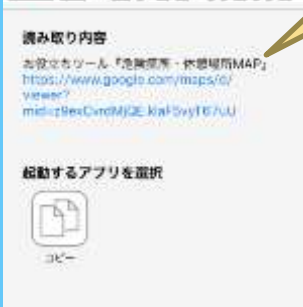 読み取り内容
お役立ちツール『危険個所・休憩場所MAP』
https://www.google.com/maps/d/
viewer?
起動するアプリを選択
コピー